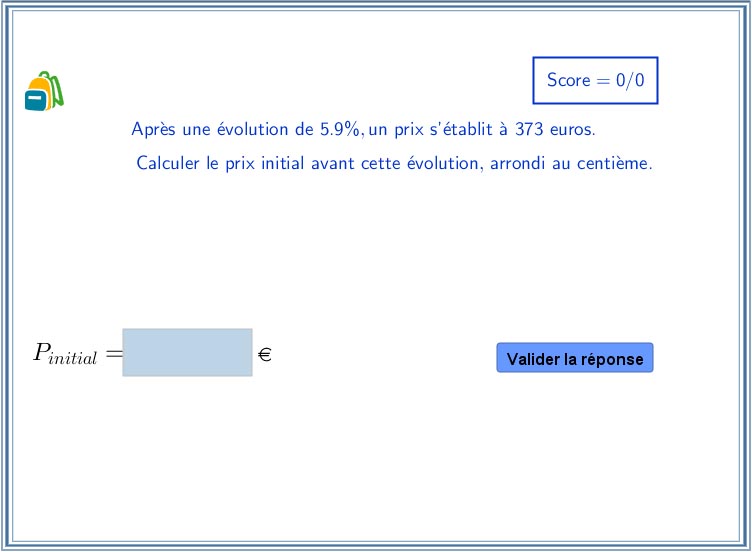 Score = 0/0
Après une évolution de 5.9%, un prix s'établit à 373 euros.
Calculer le prix initial avant cette évolution, arrondi au centième.
P_{initial} = €
Valider la réponse